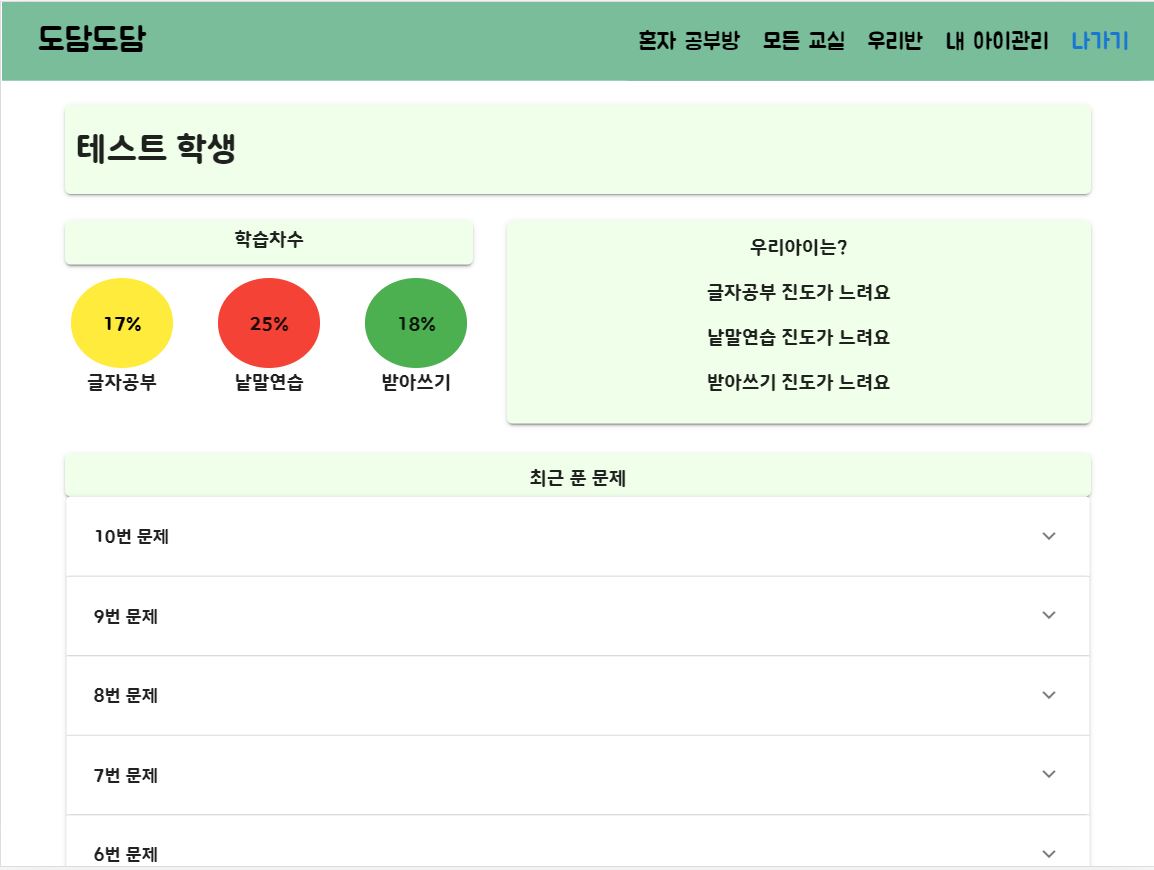 도담도담
혼자 공부방 모든 교실 우리반 내 아이관리 나가기
테스트 학생
학습차수
17% 25% 18%
글자공부 낱말연습 받아쓰기
우리아이는?
글자공부 진도가 느려요
낱말연습 진도가 느려요
받아쓰기 진도가 느려요
최근 푼 문제
10번 문제
9번 문제
8번 문제
7번 문제
6번 문제